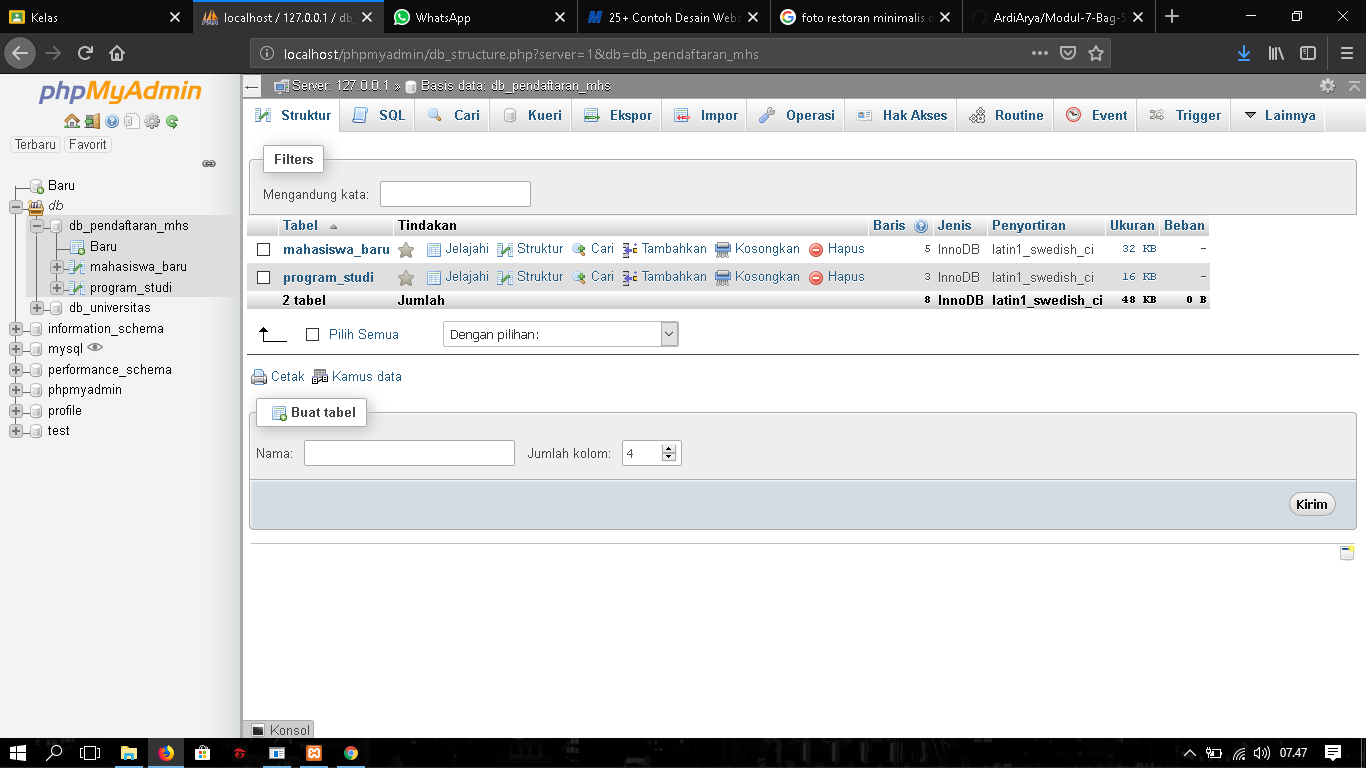 Kelas
localhost / 127.0.0.1 / db_
WhatsApp
25+ Contoh Desain Webs
foto restoran minimalis d
ArdiArya/Modul-7-Bag-5
localhost/phpmyadmin/db_structure.php?server=1&db=db_pendaftaran_mhs
phpMyAdmin
Server: 127.0.0.1 » Basis data: db_pendaftaran_mhs
Struktur SQL Cari Kueri Ekspor Impor Operasi Hak Akses Routine Event Trigger Lainnya
Terbaru Favorit
Baru
db
db_pendaftaran_mhs
Baru
mahasiswa_baru
program_studi
db_universitas
information_schema
mysql
performance_schema
phpmyadmin
profile
test
Filters
Mengandung kata:
Tabel Tindakan Baris Jenis Penyortiran Ukuran Beban
mahasiswa_baru Jelajahi Struktur Cari Tambahkan Kosongkan Hapus 5 InnoDB latin1_swedish_ci 32 KB -
program_studi Jelajahi Struktur Cari Tambahkan Kosongkan Hapus 3 InnoDB latin1_swedish_ci 16 KB -
2 tabel Jumlah 8 InnoDB latin1_swedish_ci 48 KB 0 B
Pilih Semua Dengan pilihan:
Cetak Kamus data
Buat tabel
Nama: Jumlah kolom: 4
Kirim
Konsol
07.47